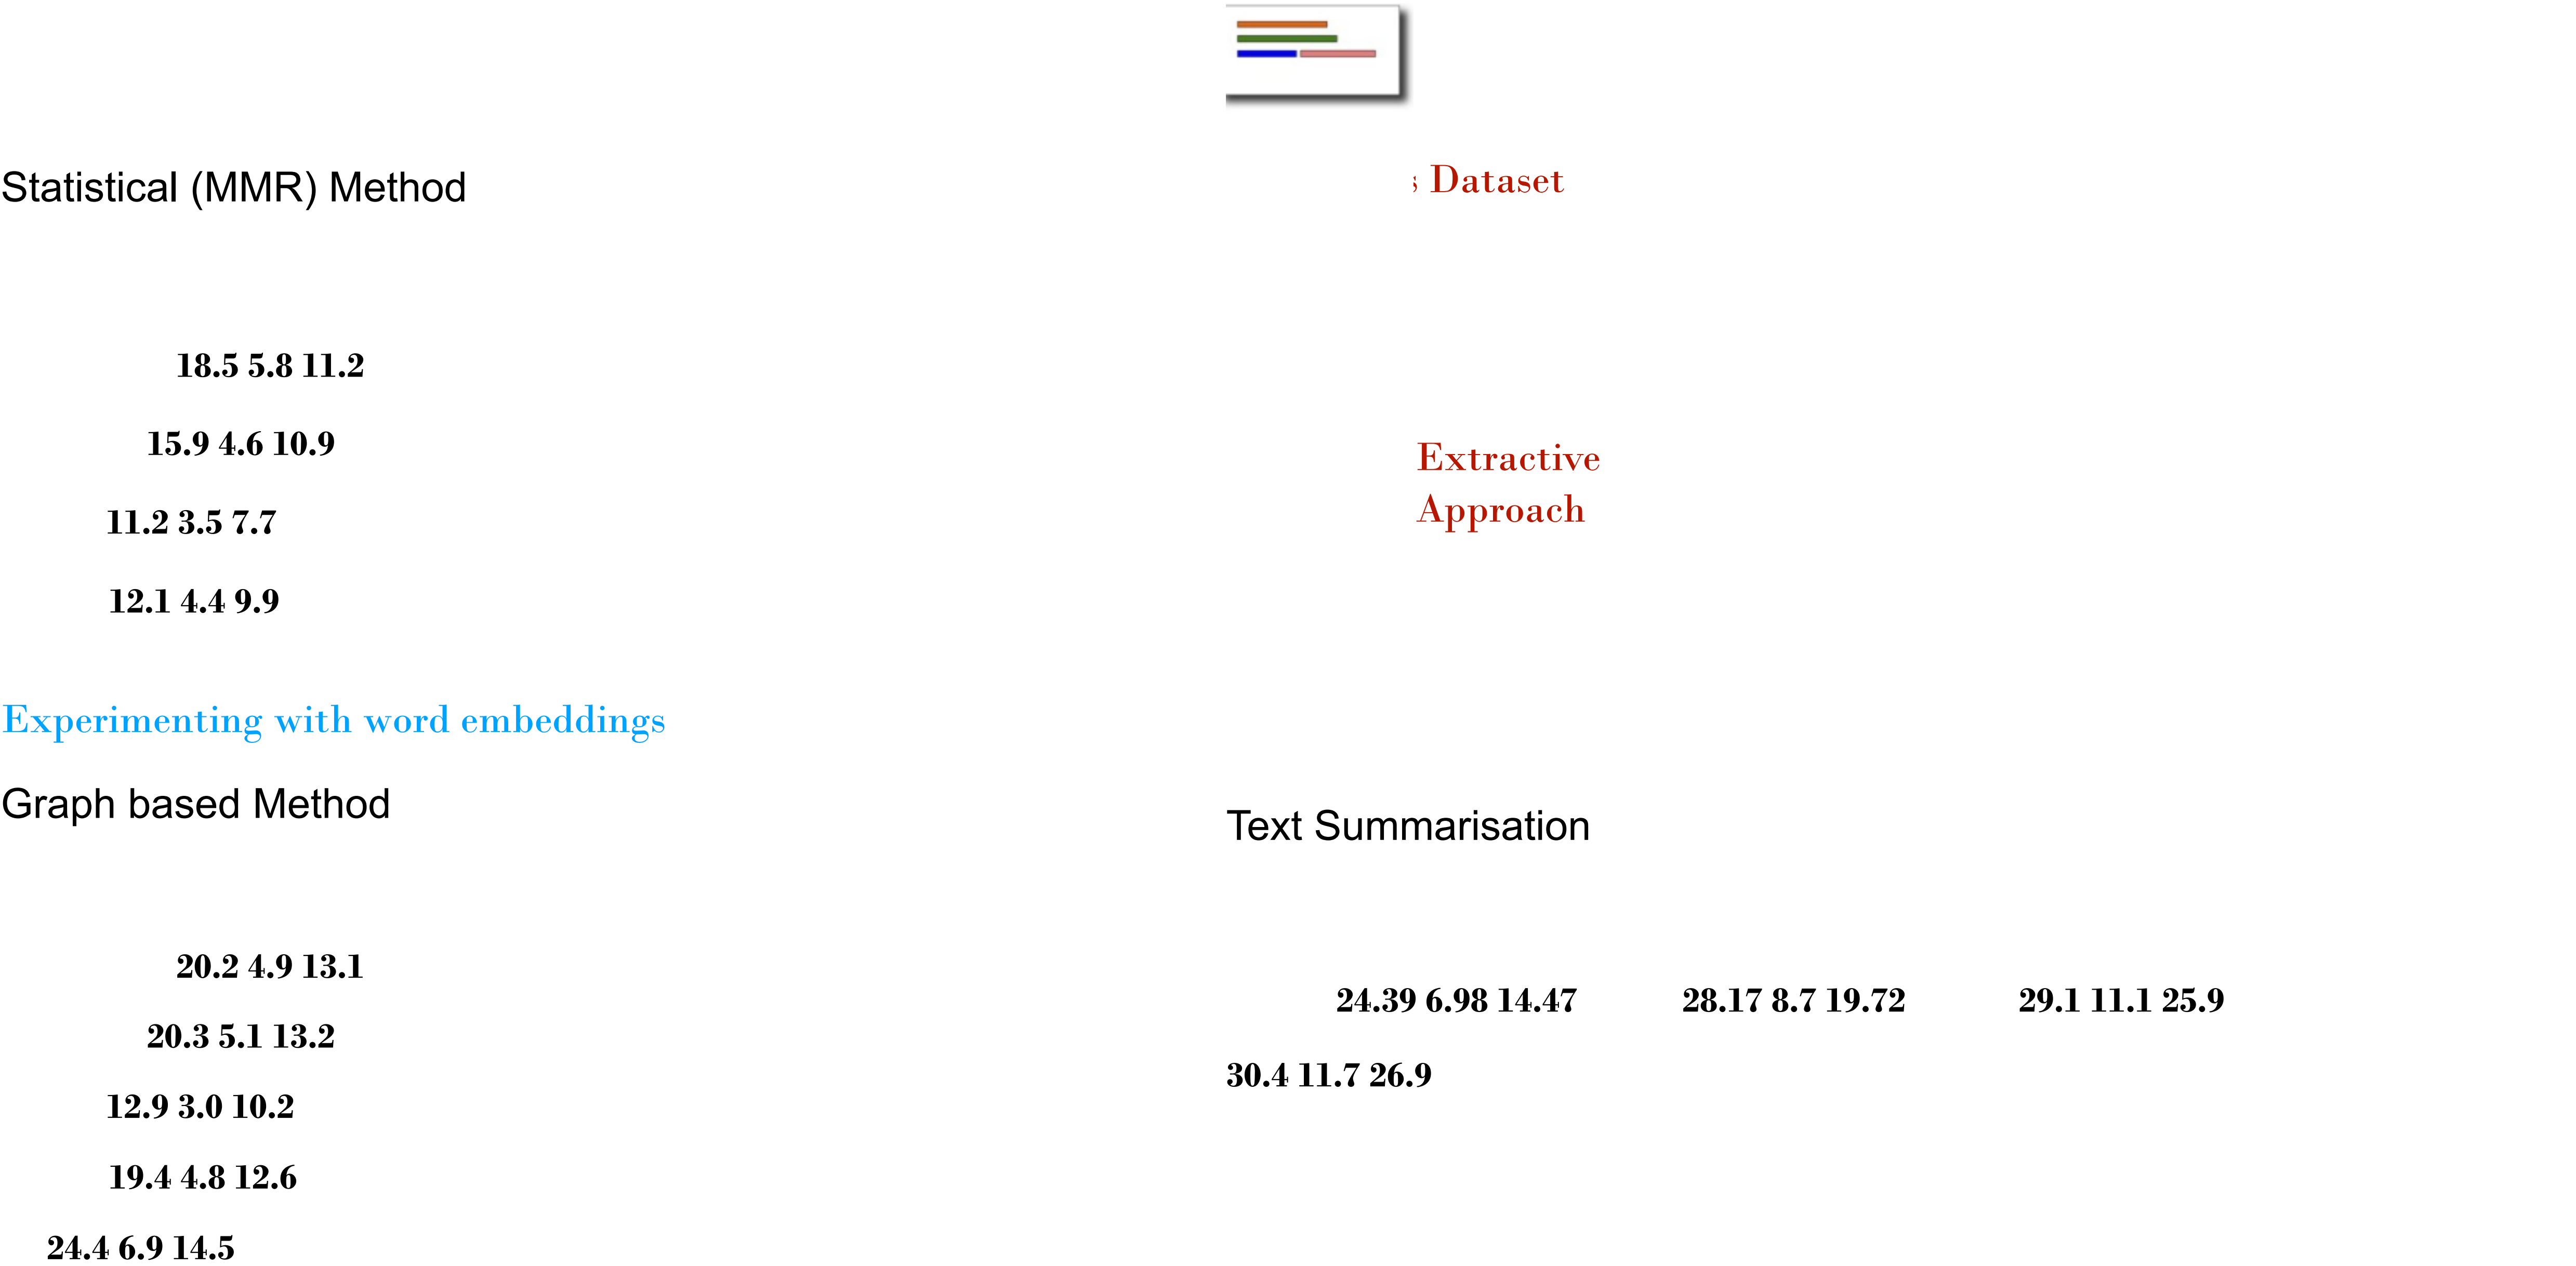 Statistical (MMR) Method
18.5 5.8 11.2
15.9 4.6 10.9
11.2 3.5 7.7
12.1 4.4 9.9
Experimenting with word embeddings
Graph based Method
20.2 4.9 13.1
20.3 5.1 13.2
12.9 3.0 10.2
19.4 4.8 12.6
24.4 6.9 14.5
s Dataset
Extractive
Approach
Text Summarisation
24.39 6.98 14.47 28.17 8.7 19.72 29.1 11.1 25.9
30.4 11.7 26.9